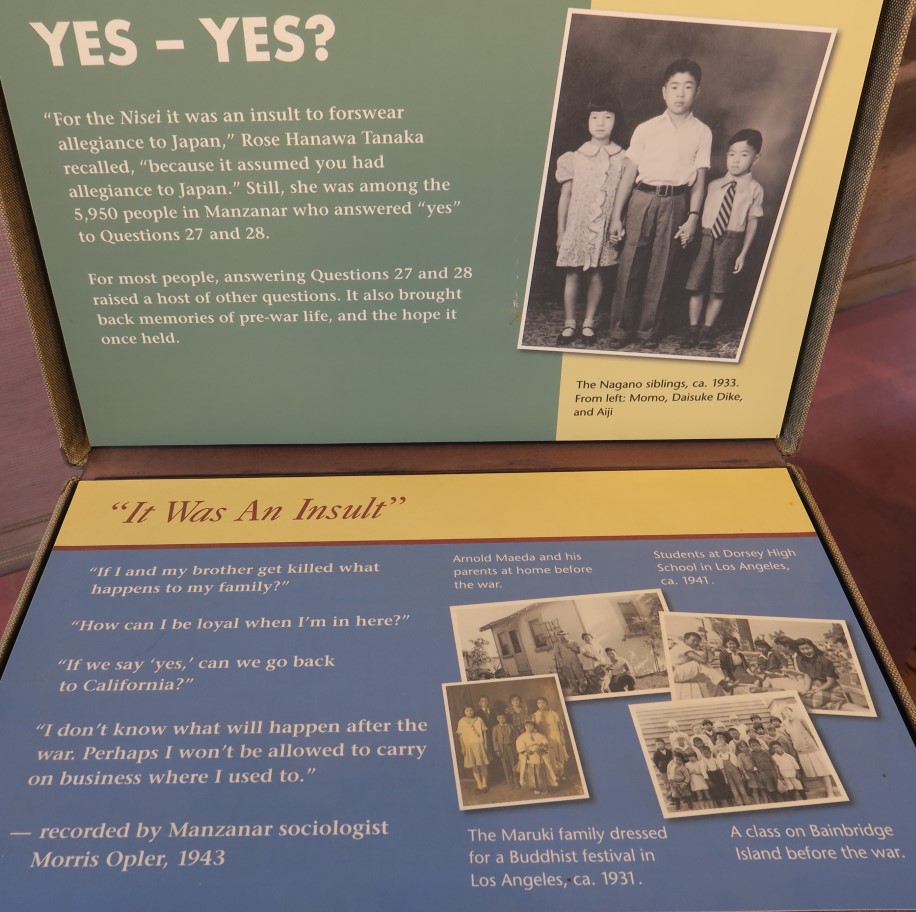 YES – YES?
“For the Nisei it was an insult to forswear
allegiance to Japan,” Rose Hanawa Tanaka
recalled, “because it assumed you had
allegiance to Japan.” Still, she was among the
5,950 people in Manzanar who answered “yes”
to Questions 27 and 28.
For most people, answering Questions 27 and 28
raised a host of other questions. It also brought
back memories of pre-war life, and the hope it
once held.
The Nagano siblings, ca. 1933.
From left: Momo, Daisuke Dike,
and Aiji
“It Was An Insult”
“If I and my brother get killed what
happens to my family?”
“How can I be loyal when I’m in here?”
“If we say ‘yes,’ can we go back
to California?”
“I don’t know what will happen after the
war. Perhaps I won’t be allowed to carry
on business where I used to.”
— recorded by Manzanar sociologist
Morris Opler, 1943
Arnold Maeda and his
parents at home before
the war.
Students at Dorsey High
School in Los Angeles,
ca. 1941.
The Maruki family dressed
for a Buddhist festival in
Los Angeles, ca. 1931.
A class on Bainbridge
Island before the war.